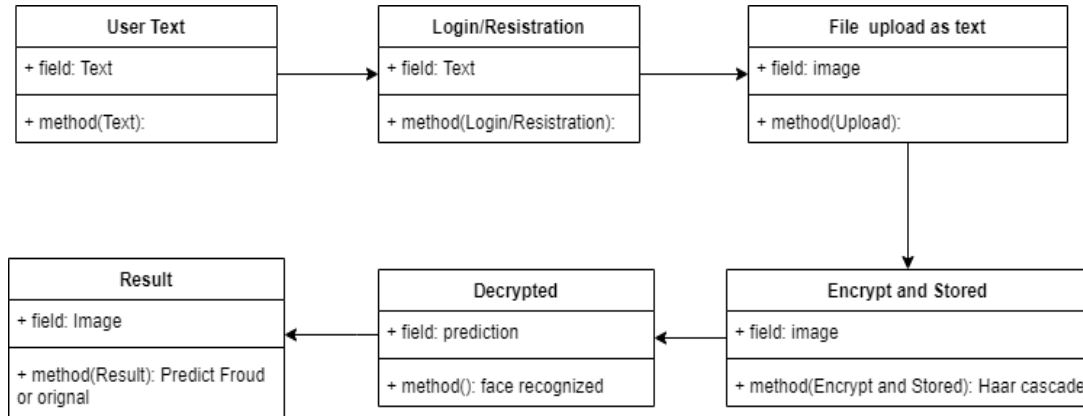 User Text
+ field: Text
+ method(Text):
Login/Resistration
+ field: Text
+ method(Login/Resistration):
File upload as text
+ field: image
+ method(Upload):
Result
+ field: Image
+ method(Result): Predict Froud
or orignal
Decrypted
+ field: prediction
+ method(): face recognized
Encrypt and Stored
+ field: image
+ method(Encrypt and Stored): Haar cascade